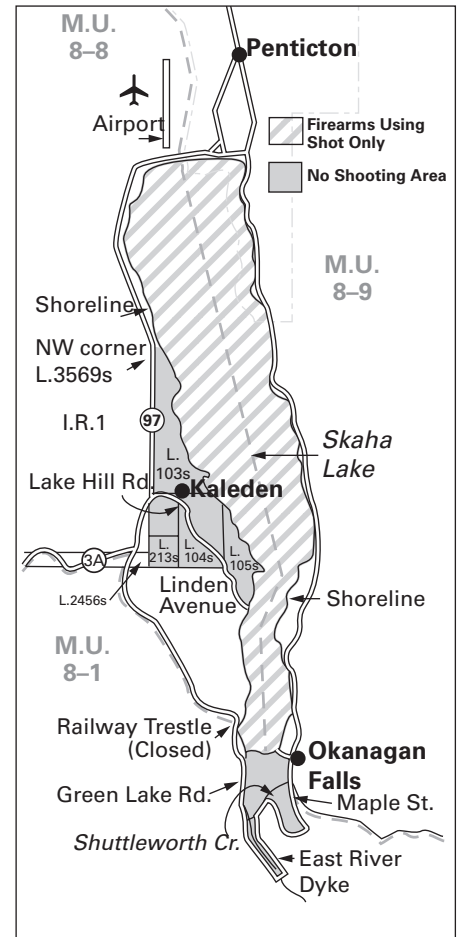 M.U.
8–8
Penticton
Airport
Firearms Using
Shot Only
No Shooting Area
M.U.
8–9
Shoreline
NW corner
L.3569s
I.R.1
97
Skaha
Lake
L.
103s
Lake Hill Rd.
Kaleden
3A
L.
213s
L.
104s
L.
105s
L.2456s
Linden
Avenue
Shoreline
M.U.
8–1
Railway Trestle
(Closed)
Okanagan
Falls
Green Lake Rd.
Maple St.
Shuttleworth Cr.
East River
Dyke